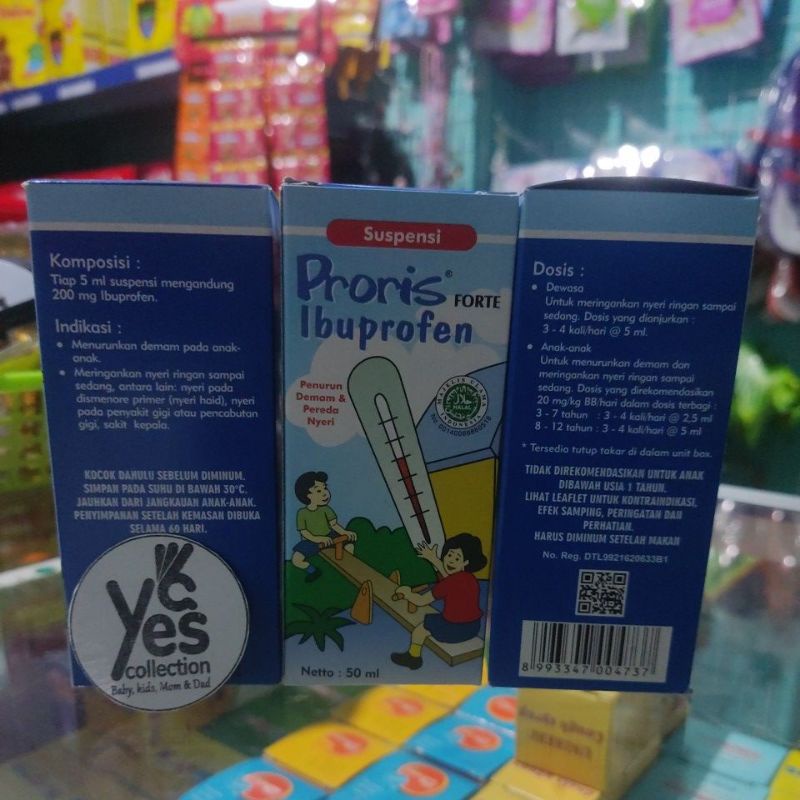 Komposisi :
Tiap 5 ml suspensi mengandung
200 mg Ibuprofen.
Indikasi :
• Menurunkan demam pada anak-
anak.
• Meringankan nyeri ringan sampai
sedang, antara lain: nyeri pada
dismenore primer (nyeri haid), nyeri
pada penyakit gigi atau pencabutan
gigi, sakit kepala.
KOCOK DAHULU SEBELUM DIMINUM.
SIMPAN PADA SUHU DI BAWAH 30°C.
JAUHKAN DARI JANGKAUAN ANAK-ANAK.
PENYIMPANAN SETELAH KEMASAN DIBUKA
SELAMA 60 HARI.
Yes
collection
Baby, kids, Mom & Dad
Suspensi
Proris®
FORTE
Ibuprofen
Penurun
Demam &
Pereda
Nyeri
HALAL
Netto : 50 ml
Dosis :
• Dewasa
Untuk meringankan nyeri ringan sampai
sedang. Dosis yang dianjurkan :
3 - 4 kali/hari @ 5 ml.
• Anak-anak
Untuk menurunkan demam dan
meringankan nyeri ringan sampai
sedang. Dosis yang direkomendasikan
20 mg/kg BB/hari dalam dosis terbagi :
3 - 7 tahun : 3 - 4 kali/hari @ 2,5 ml
8 - 12 tahun : 3 - 4 kali/hari @ 5 ml
* Tersedia tutup takar di dalam unit box.
TIDAK DIREKOMENDASIKAN UNTUK ANAK
DIBAWAH USIA 1 TAHUN.
LIHAT LEAFLET UNTUK KONTRAINDIKASI,
EFEK SAMPING, PERINGATAN DAN
PERHATIAN.
HARUS DIMINUM SETELAH MAKAN
No. Reg. DTL9921620633B1
8 993347 004737